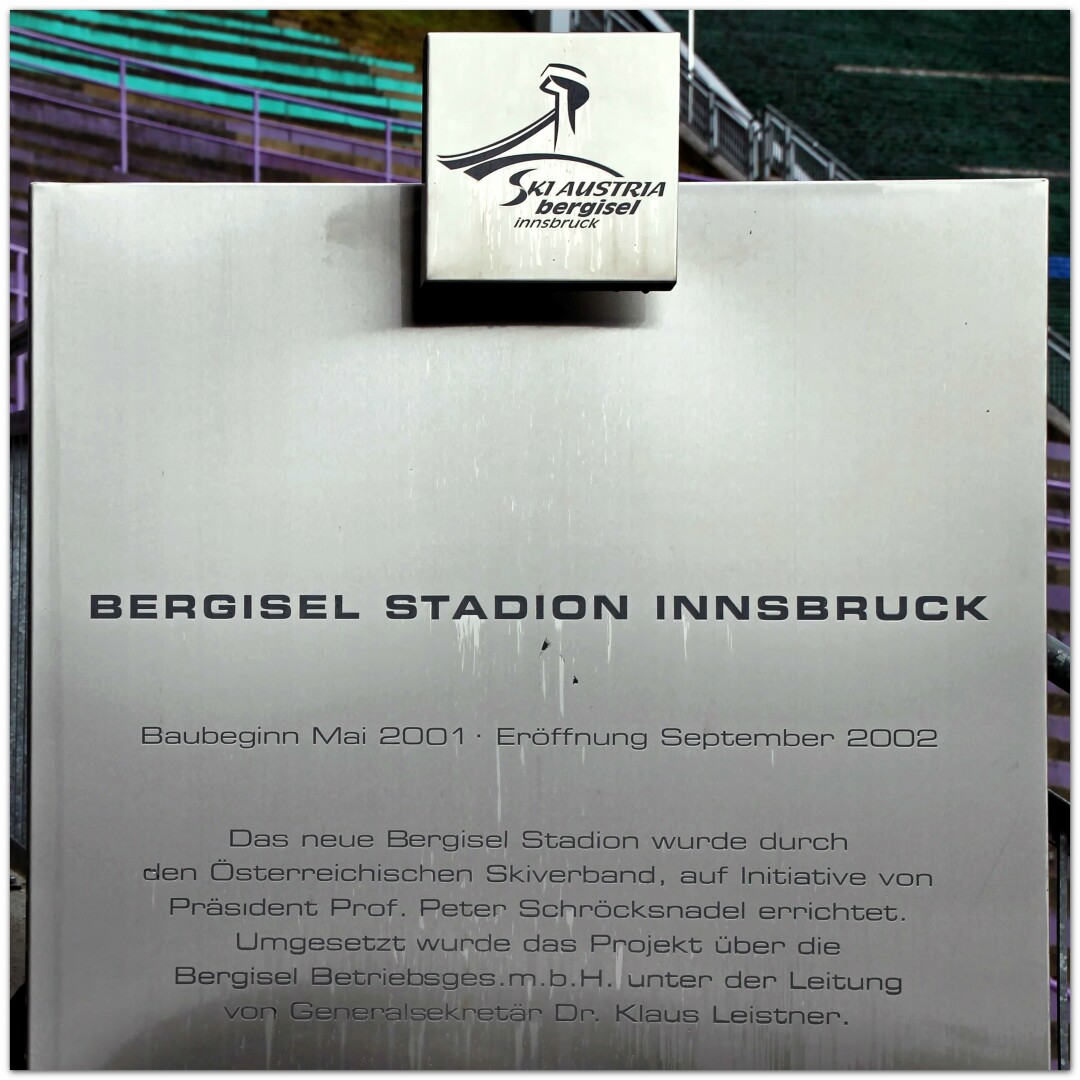 SKI AUSTRIA
bergisel
innsbruck
BERGISEL STADION INNSBRUCK
Baubeginn Mai 2001 · Eröffnung September 2002
Das neue Bergisel Stadion wurde durch
den Österreichischen Skiverband, auf Initiative von
Präsident Prof. Peter Schröcksnadel errichtet.
Umgesetzt wurde das Projekt über die
Bergisel Betriebsges.m.b.H. unter der Leitung
von Generalsekretär Dr. Klaus Leistner.